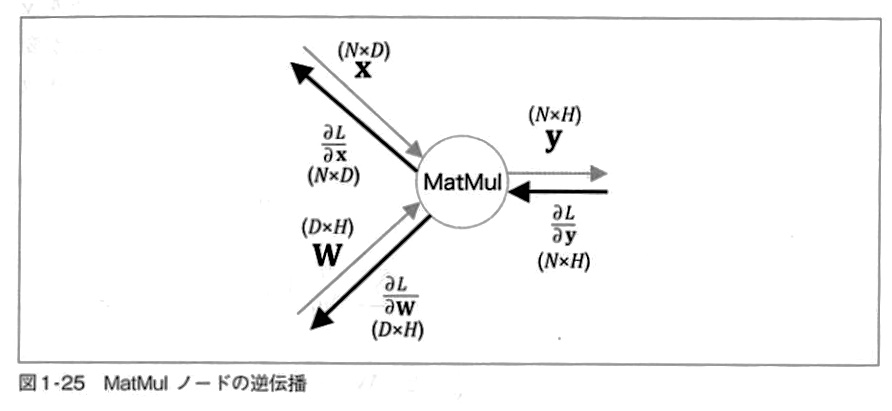 (N×D)
x
∂L
∂x
(N×D)
(N×H)
y
MatMul
∂L
∂y
(N×H)
(D×H)
W
∂L
∂W
(D×H)
図1-25 MatMul ノードの逆伝播